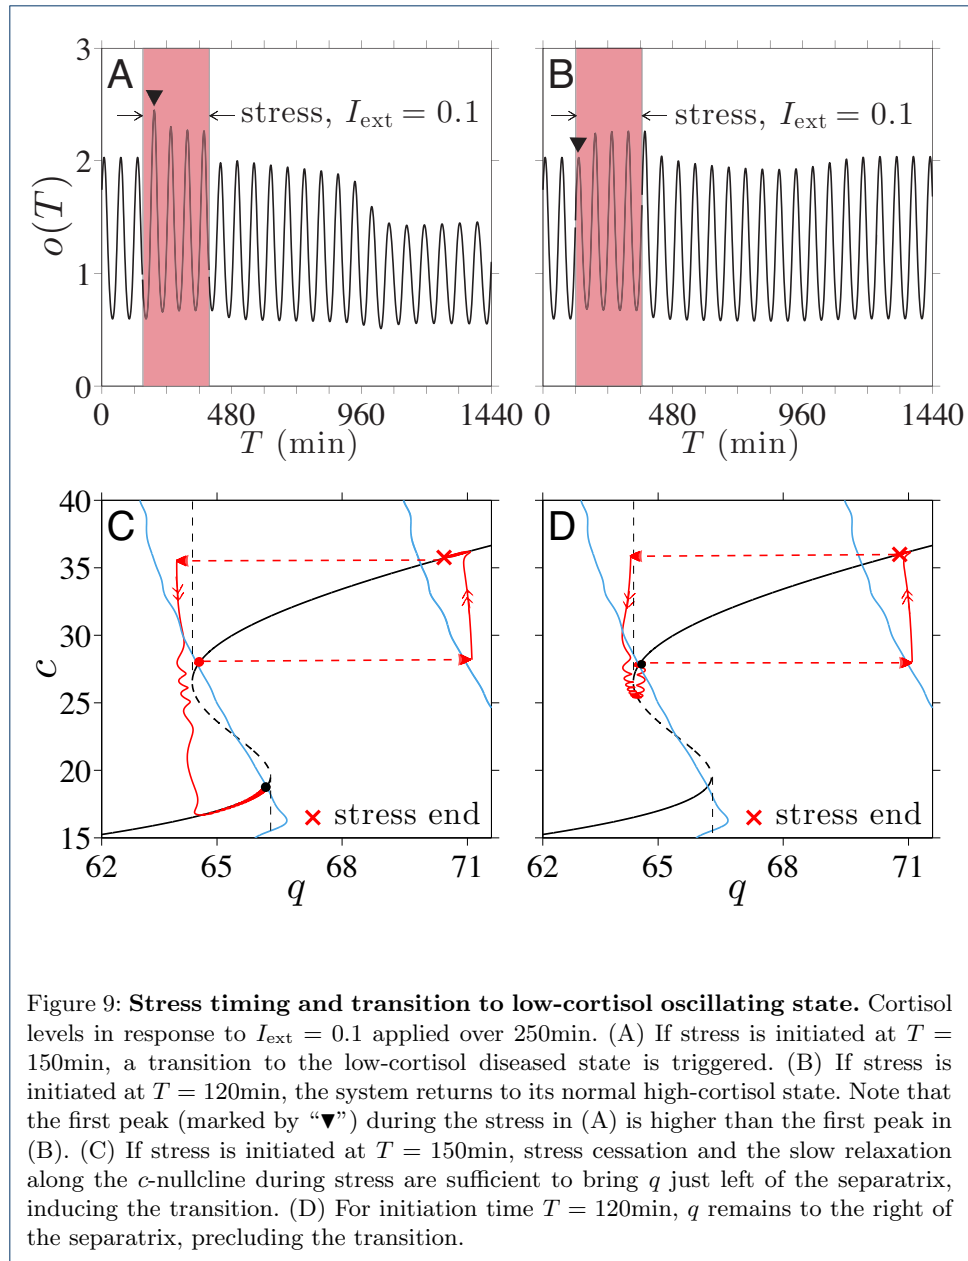 3
A
B
stress, I_ext = 0.1
stress, I_ext = 0.1
2
o(T)
1
0
0 480 960 1440
0 480 960 1440
T (min)
T (min)
40
C
D
35
30
c
25
20
stress end
stress end
15
62 65 68 71
62 65 68 71
q
q
Figure 9: Stress timing and transition to low-cortisol oscillating state. Cortisol
levels in response to I_ext = 0.1 applied over 250min. (A) If stress is initiated at T =
150min, a transition to the low-cortisol diseased state is triggered. (B) If stress is
initiated at T = 120min, the system returns to its normal high-cortisol state. Note that
the first peak (marked by “▼”) during the stress in (A) is higher than the first peak in
(B). (C) If stress is initiated at T = 150min, stress cessation and the slow relaxation
along the c-nullcline during stress are sufficient to bring q just left of the separatrix,
inducing the transition. (D) For initiation time T = 120min, q remains to the right of
the separatrix, precluding the transition.